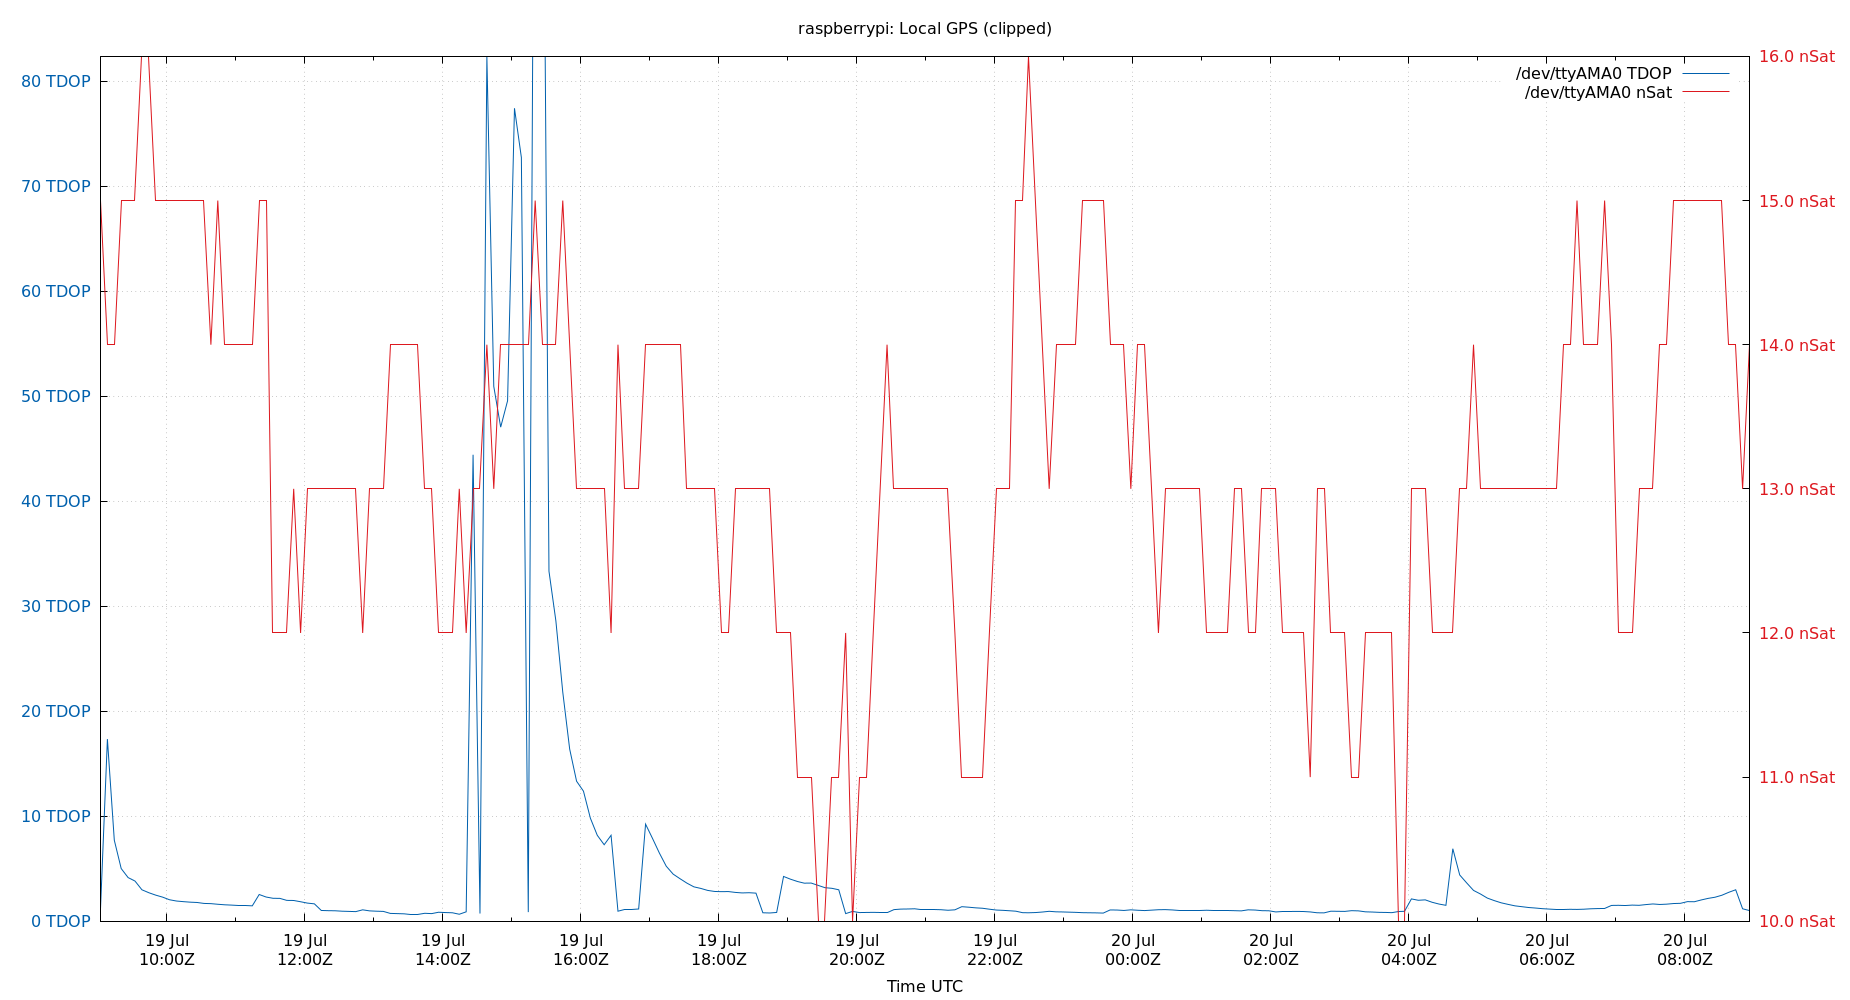 raspberrypi: Local GPS (clipped)
/dev/ttyAMA0 TDOP
/dev/ttyAMA0 nSat
80 TDOP
70 TDOP
60 TDOP
50 TDOP
40 TDOP
30 TDOP
20 TDOP
10 TDOP
0 TDOP
16.0 nSat
15.0 nSat
14.0 nSat
13.0 nSat
12.0 nSat
11.0 nSat
10.0 nSat
19 Jul
10:00Z
19 Jul
12:00Z
19 Jul
14:00Z
19 Jul
16:00Z
19 Jul
18:00Z
19 Jul
20:00Z
19 Jul
22:00Z
20 Jul
00:00Z
20 Jul
02:00Z
20 Jul
04:00Z
20 Jul
06:00Z
20 Jul
08:00Z
Time UTC